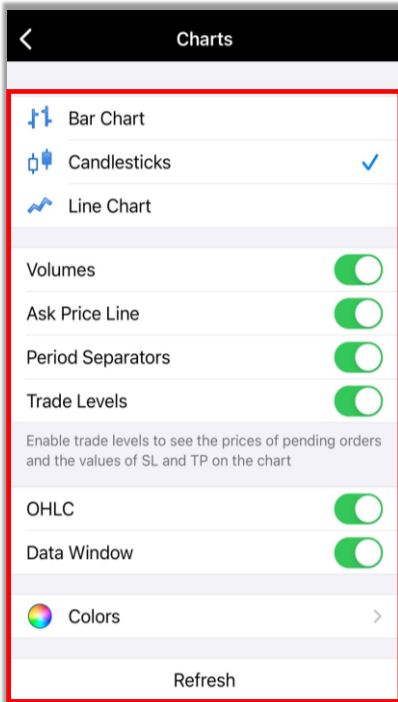 Charts
Bar Chart
Candlesticks
Line Chart
Volumes
Ask Price Line
Period Separators
Trade Levels
Enable trade levels to see the prices of pending orders
and the values of SL and TP on the chart
OHLC
Data Window
Colors
Refresh